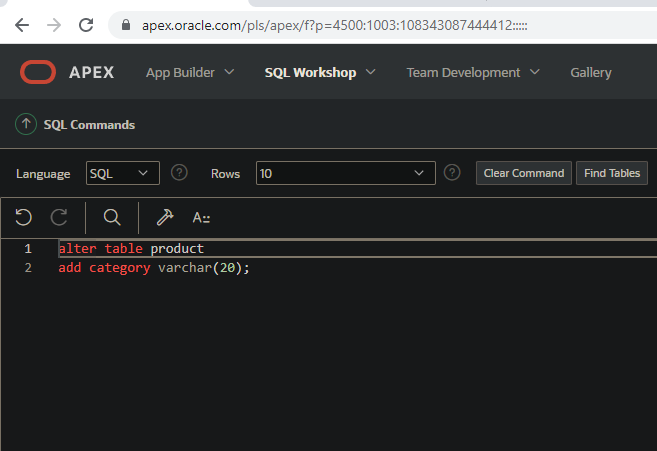 apex.oracle.com/pls/apex/f?p=4500:1003:108343087444412:::::
APEX App Builder SQL Workshop Team Development Gallery
SQL Commands
Language SQL ? Rows 10 ? Clear Command Find Tables
A::
1 alter table product
2 add category varchar(20);